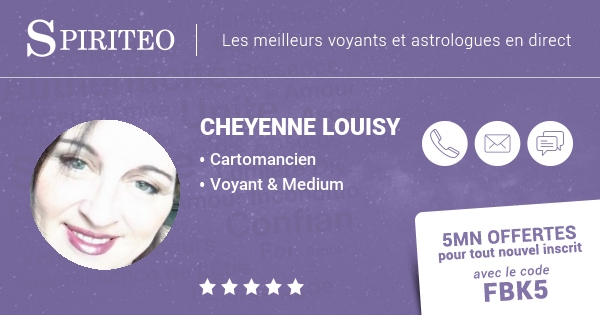 SPIRITEO
Les meilleurs voyants et astrologues en direct
CHEYENNE LOUISY
• Cartomancien
• Voyant & Medium
5MN OFFERTES
pour tout nouvel inscrit
avec le code
FBK5